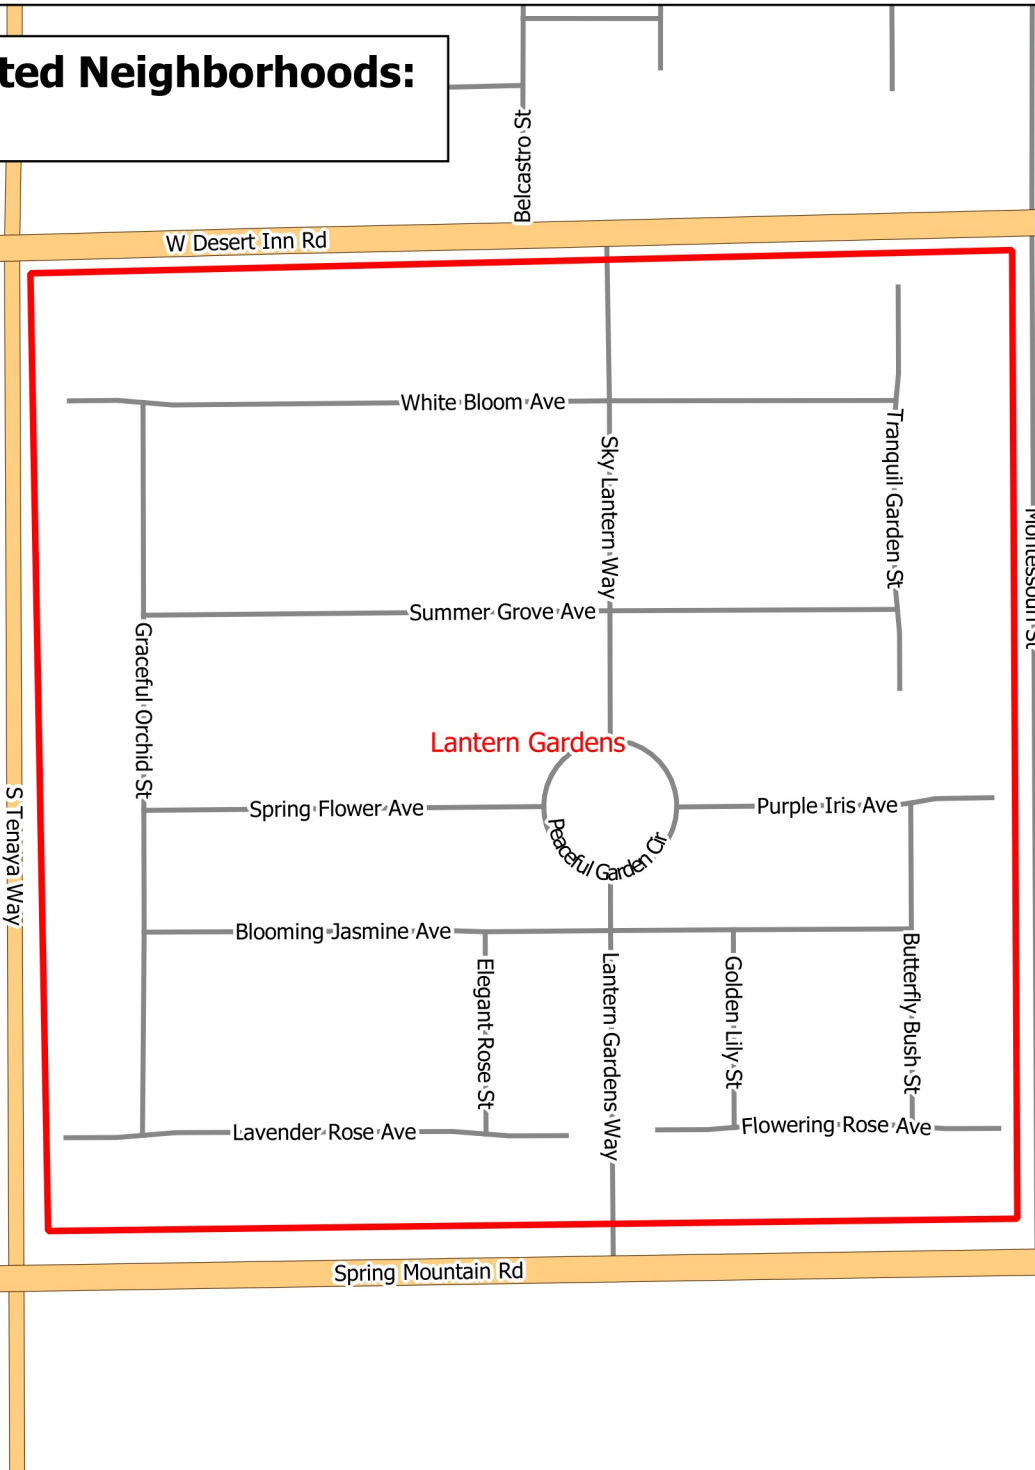 ted Neighborhoods:
Belcastro St
W Desert Inn Rd
White Bloom Ave
Sky Lantern Way
Tranquil Garden St
Summer Grove Ave
Graceful Orchid St
Lantern Gardens
S Tenaya Way
Spring Flower Ave
Peaceful Garden Cir
Purple Iris Ave
Blooming Jasmine Ave
Elegant Rose St
Lantern Gardens Way
Golden Lily St
Butterfly Bush St
Lavender Rose Ave
Flowering Rose Ave
Spring Mountain Rd